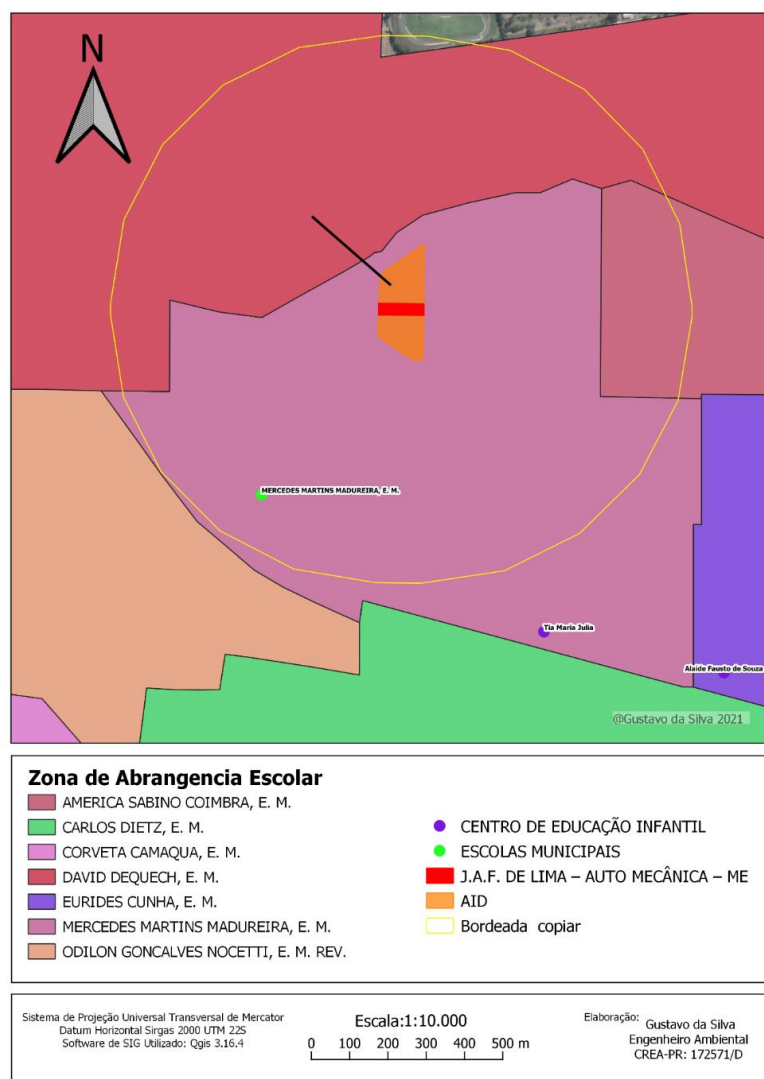 N
MERCEDES MARTINS MADUREIRA, E. M.
Tia Maria Julia
Alaide Fausto de Souza
@Gustavo da Silva 2021
Zona de Abrangencia Escolar
AMERICA SABINO COIMBRA, E. M.
CARLOS DIETZ, E. M.
CORVETA CAMAQUA, E. M.
DAVID DEQUECH, E. M.
EURIDES CUNHA, E. M.
MERCEDES MARTINS MADUREIRA, E. M.
ODILON GONCALVES NOCETTI, E. M. REV.
CENTRO DE EDUCAÇÃO INFANTIL
ESCOLAS MUNICIPAIS
J.A.F. DE LIMA – AUTO MECÂNICA – ME
AID
Bordeada copiar
Sistema de Projeção Universal Transversal de Mercator
Datum Horizontal Sirgas 2000 UTM 22S
Software de SIG Utilizado: Qgis 3.16.4
Escala:1:10.000
0 100 200 300 400 500 m
Elaboração: Gustavo da Silva
Engenheiro Ambiental
CREA-PR: 172571/D